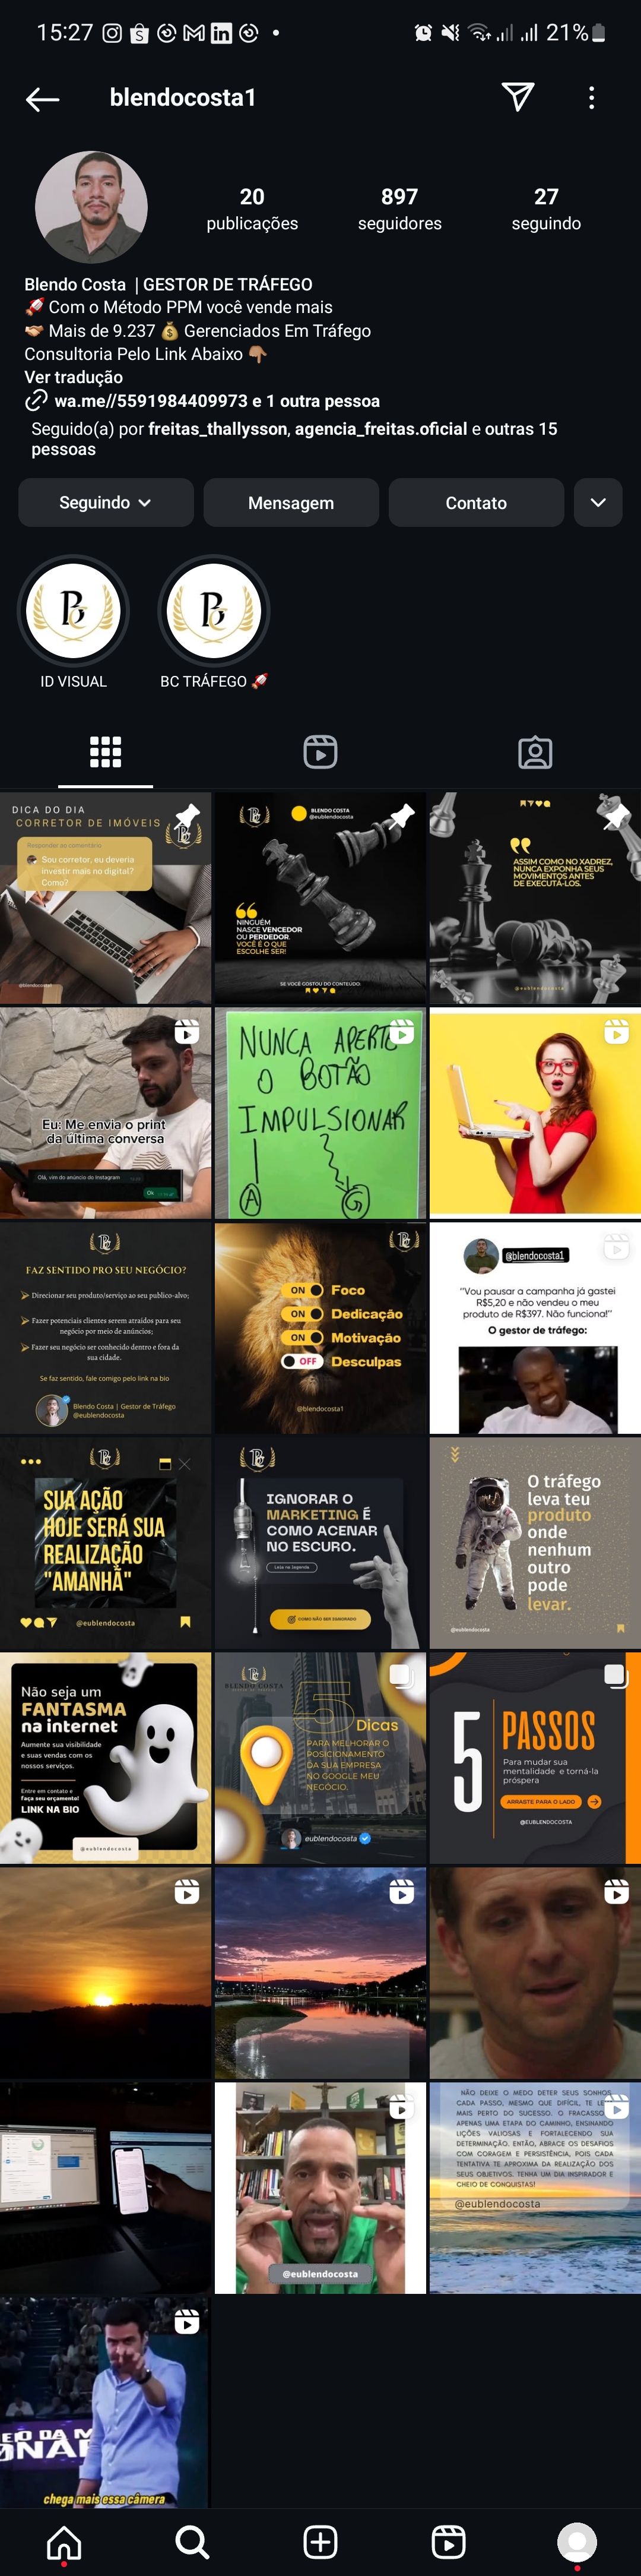 15:27
21%
blendocosta1
20
897
27
publicações
seguidores
seguindo
Blendo Costa | GESTOR DE TRÁFEGO
🚀 Com o Método PPM você vende mais
🤝 Mais de 9.237 💰 Gerenciados Em Tráfego
Consultoria Pelo Link Abaixo 👇🏽
Ver tradução
wa.me//5591984409973 e 1 outra pessoa
Seguido(a) por freitas_thallysson, agencia_freitas.oficial e outras 15
pessoas
Seguindo
Mensagem
Contato
ID VISUAL
BC TRÁFEGO 🚀
DICA DO DIA
CORRETOR DE IMÓVEIS
Responder ao comentário
Sou corretor, eu deveria
investir mais no digital?
Como?
BLENDO COSTA
@eublendocosta
NINGUÉM
NASCE VENCEDOR
OU PERDEDOR.
VOCÊ É O QUE
ESCOLHE SER!
SE VOCÊ GOSTOU DO CONTEÚDO:
ASSIM COMO NO XADREZ,
NUNCA EXPONHA SEUS
MOVIMENTOS ANTES
DE EXECUTÁ-LOS.
@eublendocosta
Eu: Me envia o print
da última conversa
Olá, vim do anúncio do Instagram
Ok
NUNCA APERTE
O BOTÃO
IMPULSIONAR
A
G
FAZ SENTIDO PRO SEU NEGÓCIO?
Direcionar seu produto/serviço ao seu publico-alvo;
Fazer potenciais clientes serem atraídos para seu
negócio por meio de anúncios;
Fazer seu negócio ser conhecido dentro e fora da
sua cidade.
Se faz sentido, fale comigo pelo link na bio
Blendo Costa | Gestor de Tráfego
@eublendocosta
ON Foco
ON Dedicação
ON Motivação
OFF Desculpas
@blendocosta1
@blendocosta1
"Vou pausar a campanha já gastei
R$5,20 e não vendeu o meu
produto de R$397. Não funciona!"
O gestor de tráfego:
SUA AÇÃO
HOJE SERÁ SUA
REALIZAÇÃO
"AMANHÃ"
@eublendocosta
IGNORAR O
MARKETING É
COMO ACENAR
NO ESCURO.
Leia na legenda
COMO NÃO SER IGNORADO
O tráfego
leva teu
produto
onde
nenhum
outro
pode
levar.
@eublendocosta
Não seja um
FANTASMA
na internet
Aumente sua visibilidade
e suas vendas com os
nossos serviços.
Entre em contato e
faça seu orçamento!
LINK NA BIO
@eublendocosta
BLENDO COSTA
5
Dicas
PARA MELHORAR O
POSICIONAMENTO
DA SUA EMPRESA
NO GOOGLE MEU
NEGÓCIO.
eublendocosta
5
PASSOS
Para mudar sua
mentalidade e torná-la
próspera
ARRASTE PARA O LADO
@EUBLENDOCOSTA
@eublendocosta
NÃO DEIXE O MEDO DETER SEUS SONHOS.
CADA PASSO, MESMO QUE DIFÍCIL, TE
MAIS PERTO DO SUCESSO. O FRACASSO
APENAS UMA ETAPA DO CAMINHO, ENSINANDO
LIÇÕES VALIOSAS E FORTALECENDO SUA
DETERMINAÇÃO. ENTÃO, ABRACE OS DESAFIOS
COM CORAGEM E PERSISTÊNCIA, POIS CADA
TENTATIVA TE APROXIMA DA REALIZAÇÃO DOS
SEUS OBJETIVOS. TENHA UM DIA INSPIRADOR E
CHEIO DE CONQUISTAS!
@eublendocosta
chega mais essa câmera